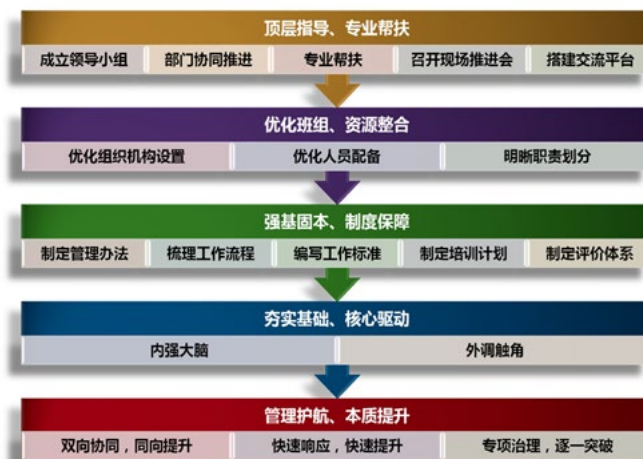 顶层指导、专业帮扶
成立领导小组 部门协同推进 专业帮扶 召开现场推进会 搭建交流平台
优化班组、资源整合
优化组织机构设置 优化人员配备 明晰职责划分
强基固本、制度保障
制定管理办法 梳理工作流程 编写工作标准 制定培训计划 制定评价体系
夯实基础、核心驱动
内强大脑 外调触角
管理护航、本质提升
双向协同，同向提升 快速响应，快速提升 专项治理，逐一突破